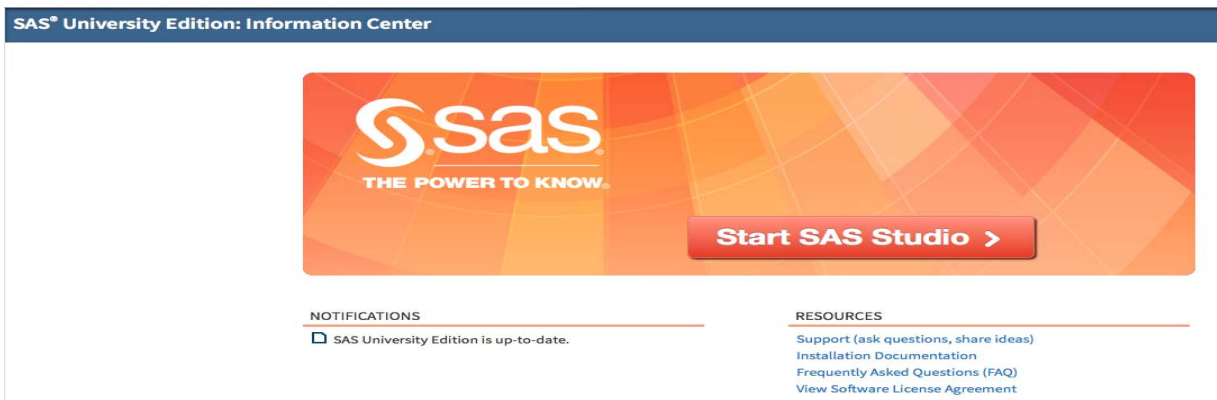 SAS® University Edition: Information Center
sas®
THE POWER TO KNOW®
Start SAS Studio >
NOTIFICATIONS
SAS University Edition is up-to-date.
RESOURCES
Support (ask questions, share ideas)
Installation Documentation
Frequently Asked Questions (FAQ)
View Software License Agreement